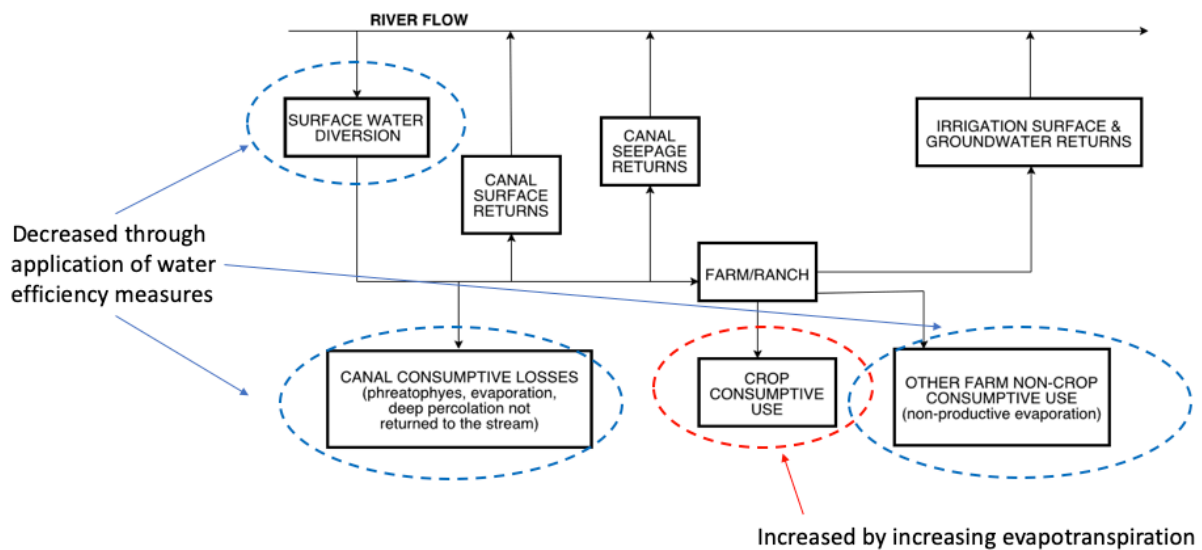 RIVER FLOW
SURFACE WATER
DIVERSION
CANAL
SURFACE
RETURNS
CANAL
SEEPAGE
RETURNS
IRRIGATION SURFACE &
GROUNDWATER RETURNS
Decreased through
application of water
efficiency measures
FARM/RANCH
CANAL CONSUMPTIVE LOSSES
(phreatophyes, evaporation,
deep percolation not
returned to the stream)
CROP
CONSUMPTIVE
USE
OTHER FARM NON-CROP
CONSUMPTIVE USE
(non-productive evaporation)
Increased by increasing evapotranspiration